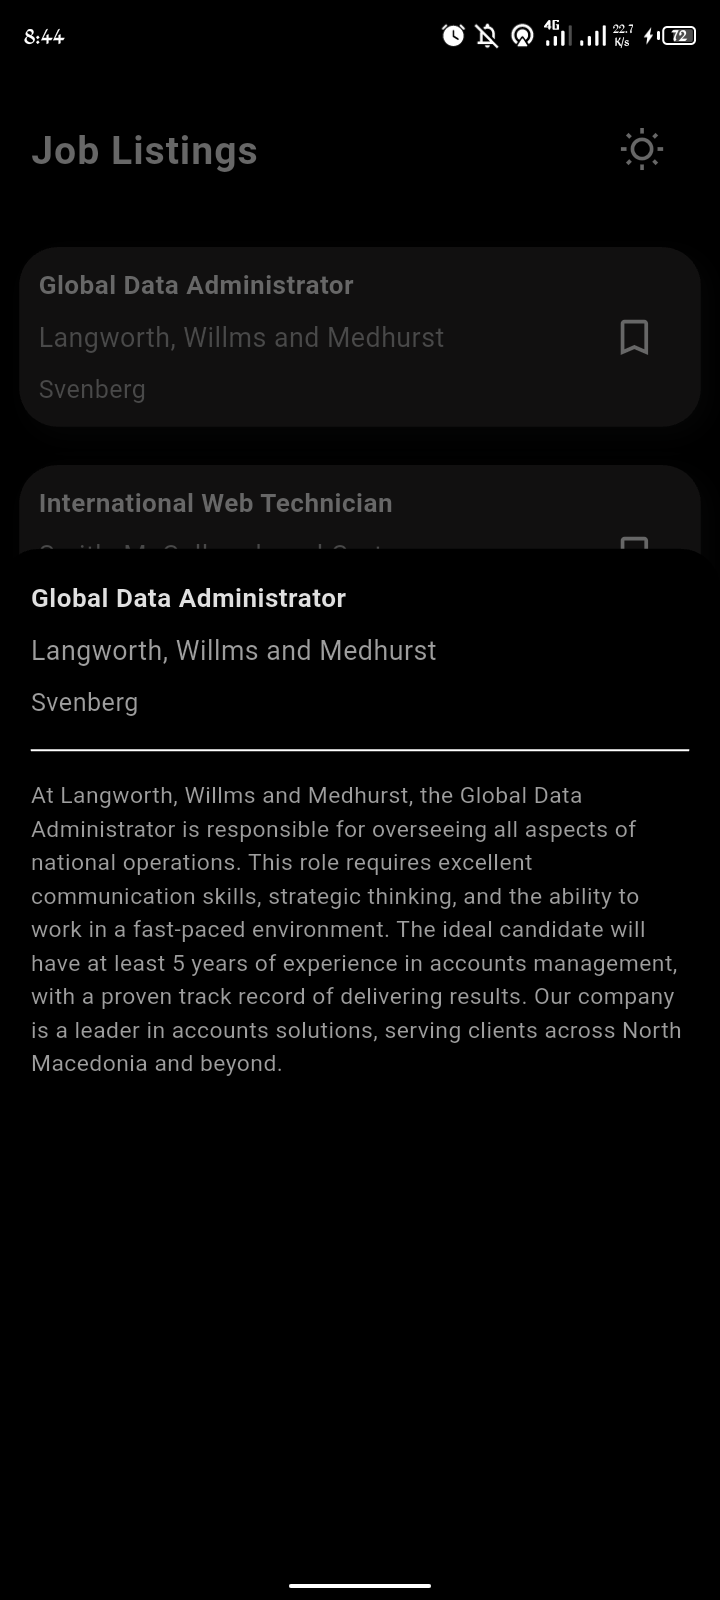 8:44
4G
22.7
K/s
72
Job Listings
Global Data Administrator
Langworth, Willms and Medhurst
Svenberg
International Web Technician
Global Data Administrator
Langworth, Willms and Medhurst
Svenberg
At Langworth, Willms and Medhurst, the Global Data
Administrator is responsible for overseeing all aspects of
national operations. This role requires excellent
communication skills, strategic thinking, and the ability to
work in a fast-paced environment. The ideal candidate will
have at least 5 years of experience in accounts management,
with a proven track record of delivering results. Our company
is a leader in accounts solutions, serving clients across North
Macedonia and beyond.